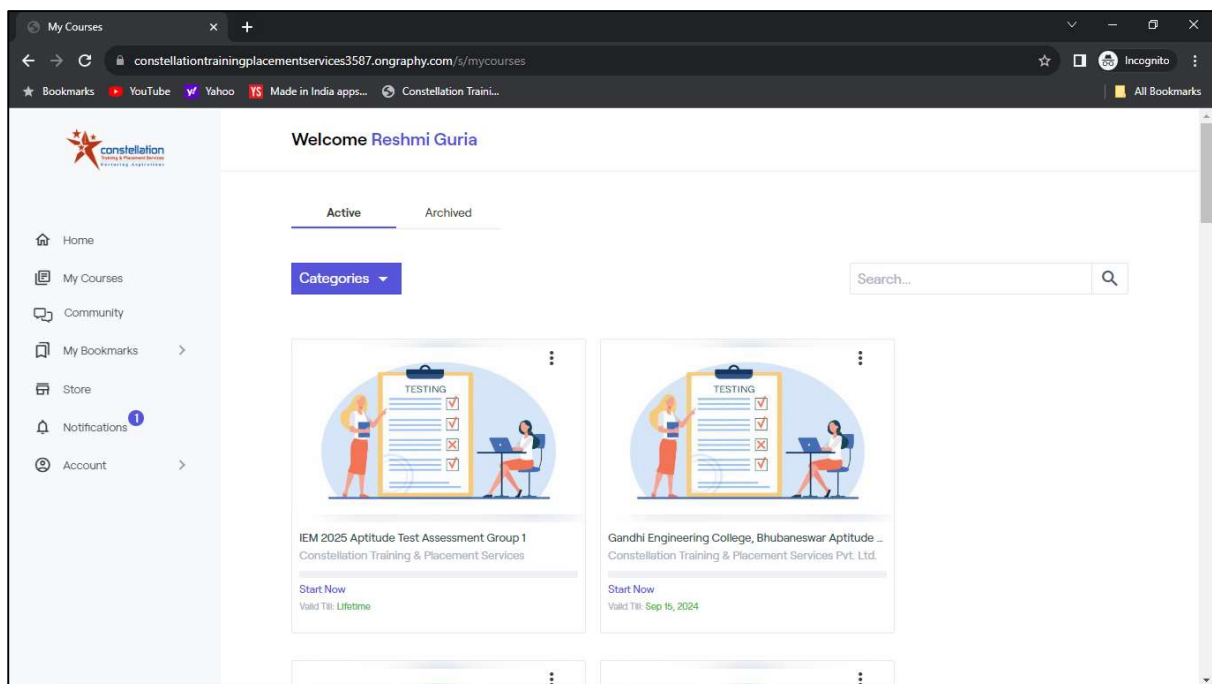 My Courses
constellationtrainingplacementservices3587.ongraphy.com/s/mycourses
Incognito
Bookmarks YouTube Yahoo Made in India apps... Constellation Traini... All Bookmarks
constellation
Training & Placement Services
Welcome Reshmi Guria
Active Archived
Home
My Courses
Community
My Bookmarks
Store
Notifications 1
Account
Categories
Search...
TESTING
TESTING
IEM 2025 Aptitude Test Assessment Group 1
Constellation Training & Placement Services
Start Now
Valid Till: Lifetime
Gandhi Engineering College, Bhubaneswar Aptitude ...
Constellation Training & Placement Services Pvt. Ltd.
Start Now
Valid Till: Sep 15, 2024